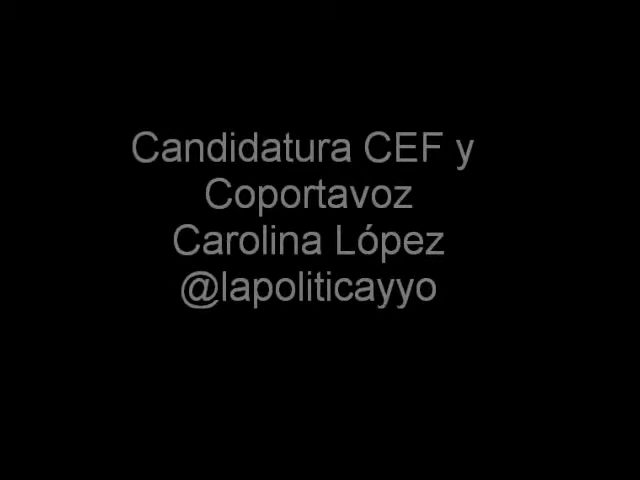 Candidatura CEF y
Coportavoz
Carolina López
@lapoliticayyo